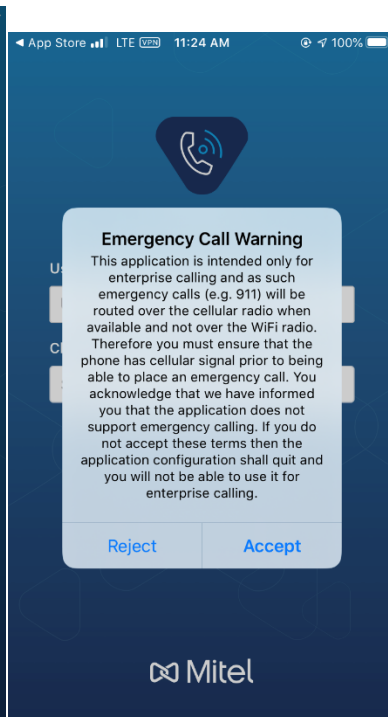 App Store LTE VPN 11:24 AM 100%
Emergency Call Warning
This application is intended only for
enterprise calling and as such
emergency calls (e.g. 911) will be
routed over the cellular radio when
available and not over the WiFi radio.
Therefore you must ensure that the
phone has cellular signal prior to being
able to place an emergency call. You
acknowledge that we have informed
you that the application does not
support emergency calling. If you do
not accept these terms then the
application configuration shall quit and
you will not be able to use it for
enterprise calling.
Reject Accept
Mitel